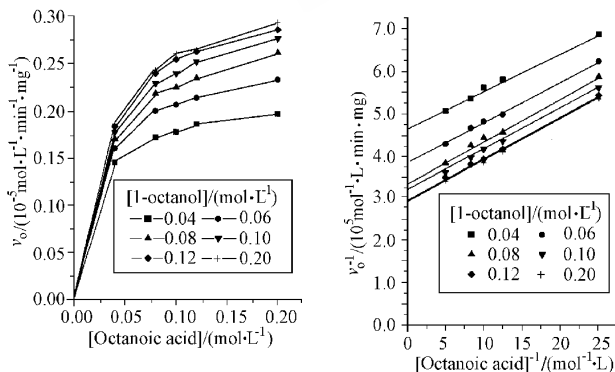 0.30
0.25
0.20
0.15
0.10
0.05
0.00
v₀/(10⁻⁵mol·L⁻¹·min⁻¹·mg⁻¹)
[1-octanol]/(mol·L⁻¹)
0.04 0.06
0.08 0.10
0.12 0.20
0.00 0.04 0.08 0.12 0.16 0.20
[Octanoic acid]/(mol·L⁻¹)
7.0
6.0
5.0
4.0
3.0
2.0
1.0
0.0
v₀⁻¹/(10⁵mol⁻¹·L·min·mg)
[1-octanol]/(mol·L⁻¹)
0.04 0.06
0.08 0.10
0.12 0.20
0 5 10 15 20 25
[Octanoic acid]⁻¹/(mol⁻¹·L)